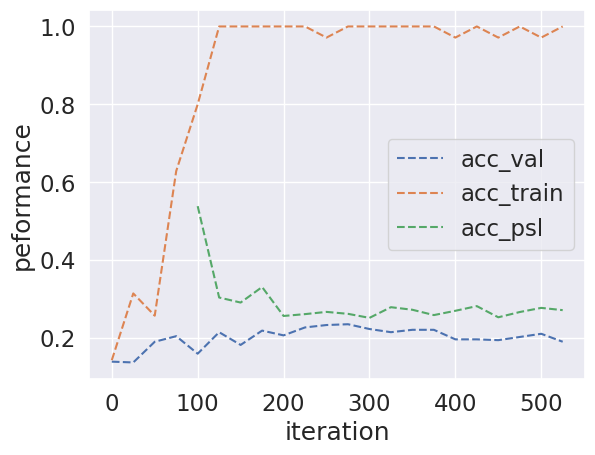 1.0
0.8
0.6
0.4
0.2
peformance
acc_val
acc_train
acc_psl
0 100 200 300 400 500
iteration